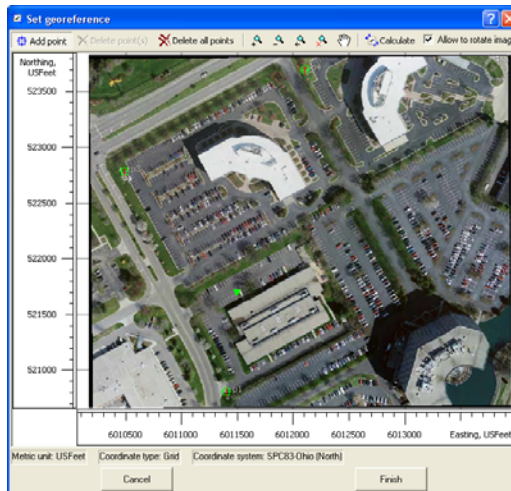 Set georeference
Add point Delete point(s) Delete all points Calculate Allow to rotate imag
Northing,
USFeet
523500
523000
522500
522000
521500
521000
6010500 6011000 6011500 6012000 6012500 6013000 Easting, USFeet
Metric unit: USFeet Coordinate type: Grid Coordinate system: SPC83-Ohio (North)
Cancel Finish